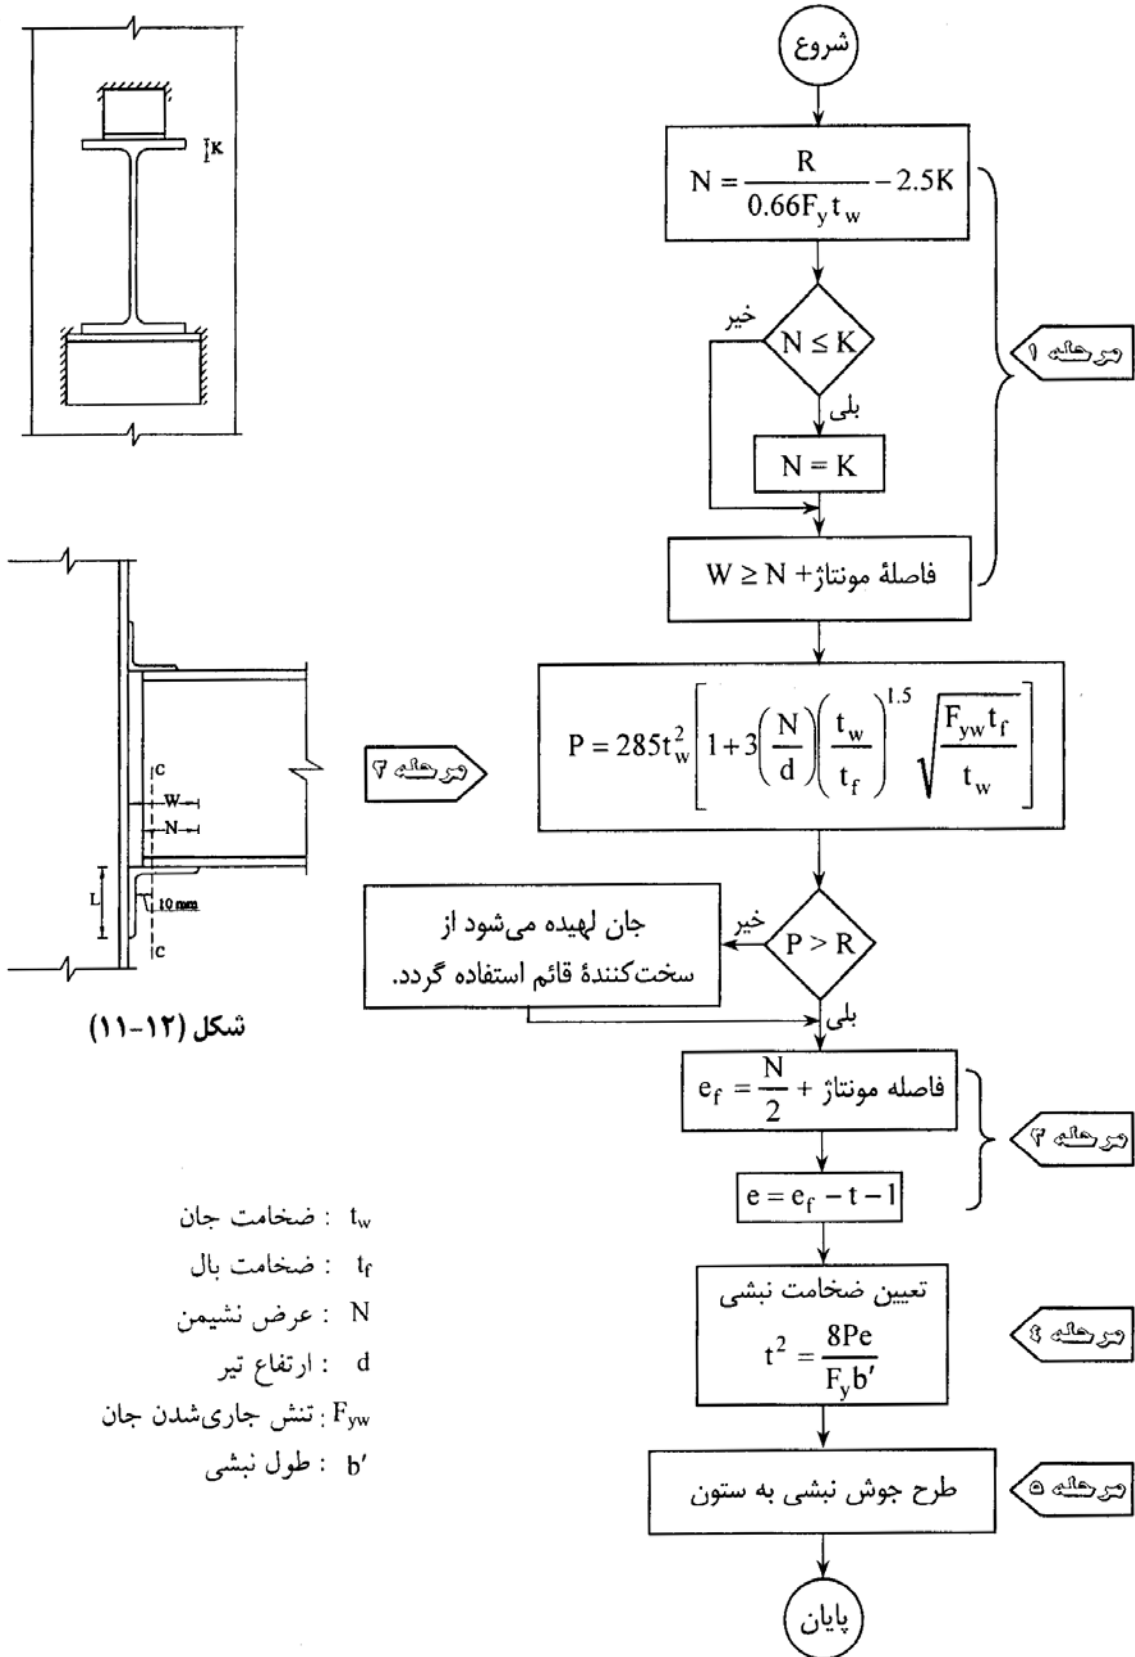 شروع
K
N = R / (0.66F_y t_w) − 2.5K
مرحله ۱
N ≤ K
خیر
بلی
N = K
W ≥ N + فاصلهٔ مونتاژ
P = 285t_w^2 [1 + 3(N/d)(t_w/t_f)^1.5 √(F_yw t_f / t_w)]
مرحله ۲
C
W
N
L
10 mm
C
شکل (۱۲-۱۱)
P > R
خیر
جان لهیده می‌شود از
سخت‌کنندهٔ قائم استفاده گردد.
بلی
e_f = N/2 + فاصله مونتاژ
e = e_f − t − 1
مرحله ۳
تعیین ضخامت نبشی
t^2 = 8Pe / (F_y b′)
مرحله ٤
طرح جوش نبشی به ستون
مرحله ۵
پایان
t_w : ضخامت جان
t_f : ضخامت بال
N : عرض نشیمن
d : ارتفاع تیر
F_yw : تنش جاری‌شدن جان
b′ : طول نبشی